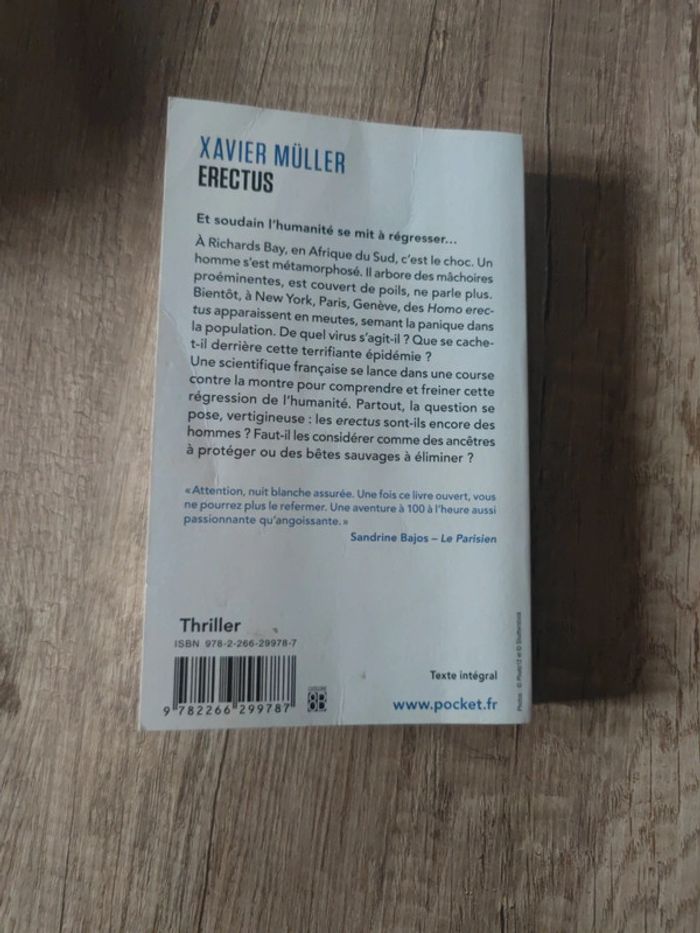 XAVIER MÜLLER
ERECTUS
Et soudain l'humanité se mit à régresser...
À Richards Bay, en Afrique du Sud, c'est le choc. Un
homme s'est métamorphosé. Il arbore des mâchoires
proéminentes, est couvert de poils, ne parle plus.
Bientôt, à New York, Paris, Genève, des Homo erec-
tus apparaissent en meutes, semant la panique dans
la population. De quel virus s'agit-il ? Que se cache-
t-il derrière cette terrifiante épidémie ?
Une scientifique française se lance dans une course
contre la montre pour comprendre et freiner cette
régression de l'humanité. Partout, la question se
pose, vertigineuse : les erectus sont-ils encore des
hommes ? Faut-il les considérer comme des ancêtres
à protéger ou des bêtes sauvages à éliminer ?
« Attention, nuit blanche assurée. Une fois ce livre ouvert, vous
ne pourrez plus le refermer. Une aventure à 100 à l'heure aussi
passionnante qu'angoissante. »
Sandrine Bajos – Le Parisien
Thriller
ISBN 978-2-266-29978-7
9 782266 299787
Texte intégral
www.pocket.fr
Photos : © Photo12 et © Shutterstock